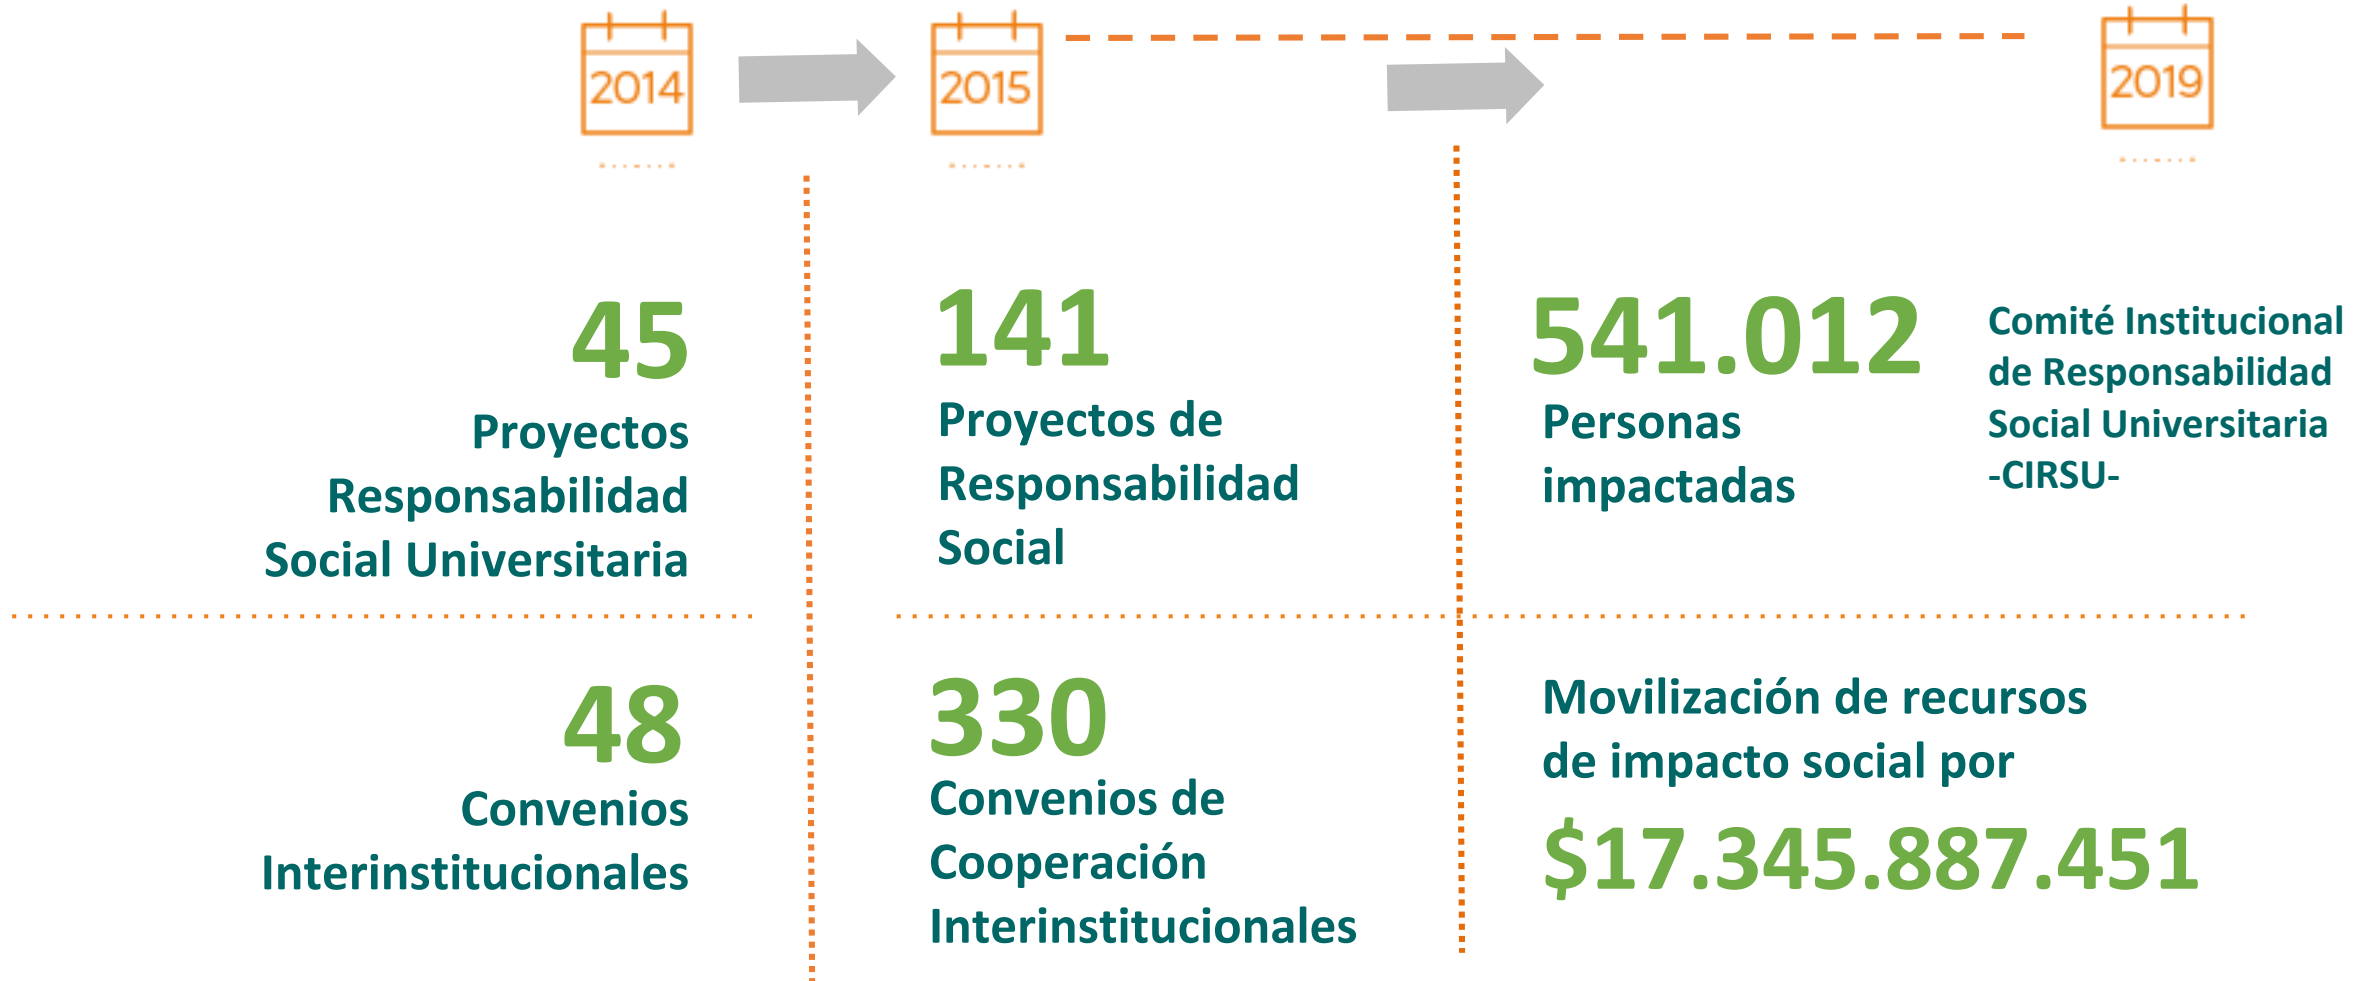 2014
2015
2019
45
Proyectos
Responsabilidad
Social Universitaria
141
Proyectos de
Responsabilidad
Social
541.012
Personas
impactadas
Comité Institucional
de Responsabilidad
Social Universitaria
-CIRSU-
48
Convenios
Interinstitucionales
330
Convenios de
Cooperación
Interinstitucionales
Movilización de recursos
de impacto social por
$17.345.887.451